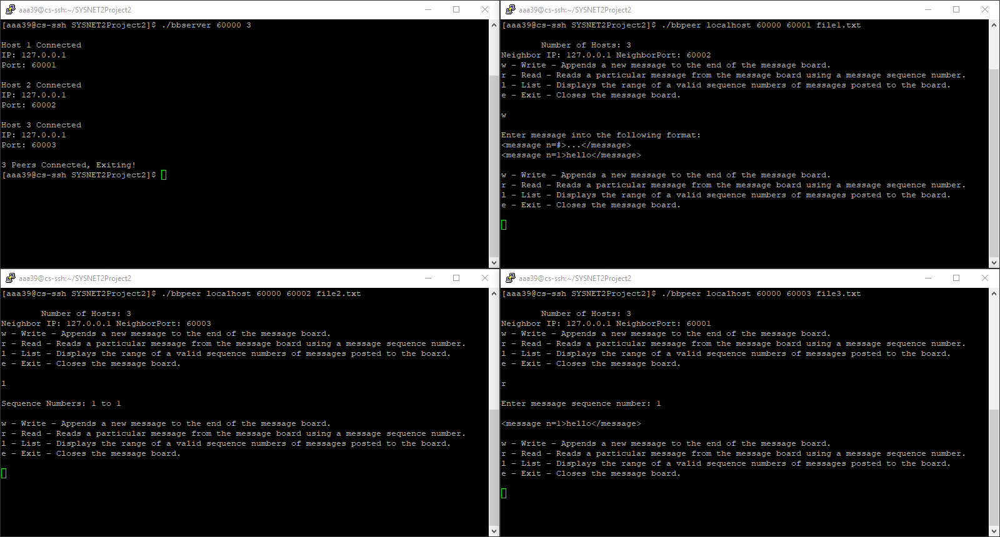 aaa39@cs-ssh:~/SYSNET2Project2
[aaa39@cs-ssh SYSNET2Project2]$ ./bbserver 60000 3
Host 1 Connected
IP: 127.0.0.1
Port: 60001
Host 2 Connected
IP: 127.0.0.1
Port: 60002
Host 3 Connected
IP: 127.0.0.1
Port: 60003
3 Peers Connected, Exiting!
[aaa39@cs-ssh SYSNET2Project2]$
aaa39@cs-ssh:~/SYSNET2Project2
[aaa39@cs-ssh SYSNET2Project2]$ ./bbpeer localhost 60000 60001 file1.txt
Number of Hosts: 3
Neighbor IP: 127.0.0.1 NeighborPort: 60002
w - Write - Appends a new message to the end of the message board.
r - Read - Reads a particular message from the message board using a message sequence number.
l - List - Displays the range of a valid sequence numbers of messages posted to the board.
e - Exit - Closes the message board.
w
Enter message into the following format:
<message n=#>...</message>
<message n=1>hello</message>
w - Write - Appends a new message to the end of the message board.
r - Read - Reads a particular message from the message board using a message sequence number.
l - List - Displays the range of a valid sequence numbers of messages posted to the board.
e - Exit - Closes the message board.
aaa39@cs-ssh:~/SYSNET2Project2
[aaa39@cs-ssh SYSNET2Project2]$ ./bbpeer localhost 60000 60002 file2.txt
Number of Hosts: 3
Neighbor IP: 127.0.0.1 NeighborPort: 60003
w - Write - Appends a new message to the end of the message board.
r - Read - Reads a particular message from the message board using a message sequence number.
l - List - Displays the range of a valid sequence numbers of messages posted to the board.
e - Exit - Closes the message board.
l
Sequence Numbers: 1 to 1
w - Write - Appends a new message to the end of the message board.
r - Read - Reads a particular message from the message board using a message sequence number.
l - List - Displays the range of a valid sequence numbers of messages posted to the board.
e - Exit - Closes the message board.
aaa39@cs-ssh:~/SYSNET2Project2
[aaa39@cs-ssh SYSNET2Project2]$ ./bbpeer localhost 60000 60003 file3.txt
Number of Hosts: 3
Neighbor IP: 127.0.0.1 NeighborPort: 60001
w - Write - Appends a new message to the end of the message board.
r - Read - Reads a particular message from the message board using a message sequence number.
l - List - Displays the range of a valid sequence numbers of messages posted to the board.
e - Exit - Closes the message board.
r
Enter message sequence number: 1
<message n=1>hello</message>
w - Write - Appends a new message to the end of the message board.
r - Read - Reads a particular message from the message board using a message sequence number.
l - List - Displays the range of a valid sequence numbers of messages posted to the board.
e - Exit - Closes the message board.